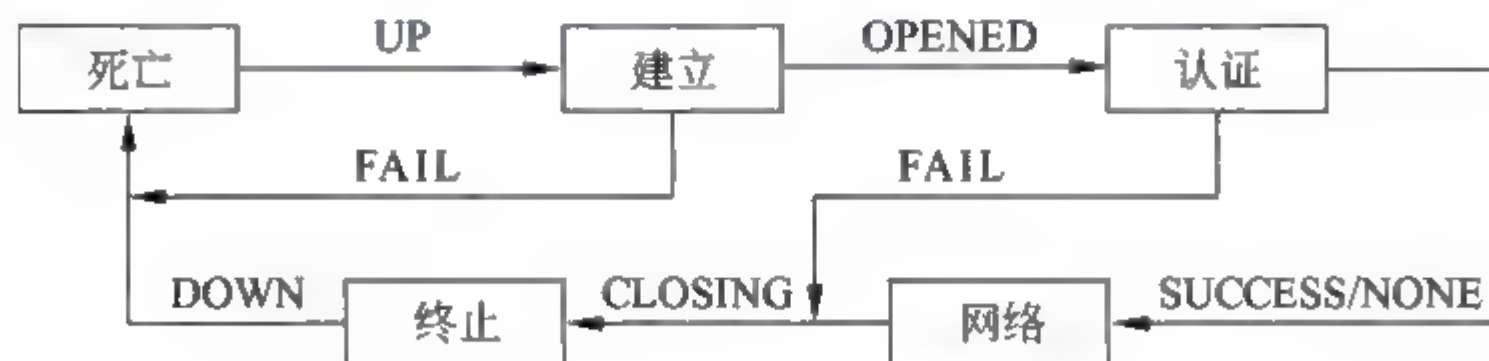 死亡
UP
建立
OPENED
认证
FAIL
FAIL
DOWN
终止
CLOSING
网络
SUCCESS/NONE